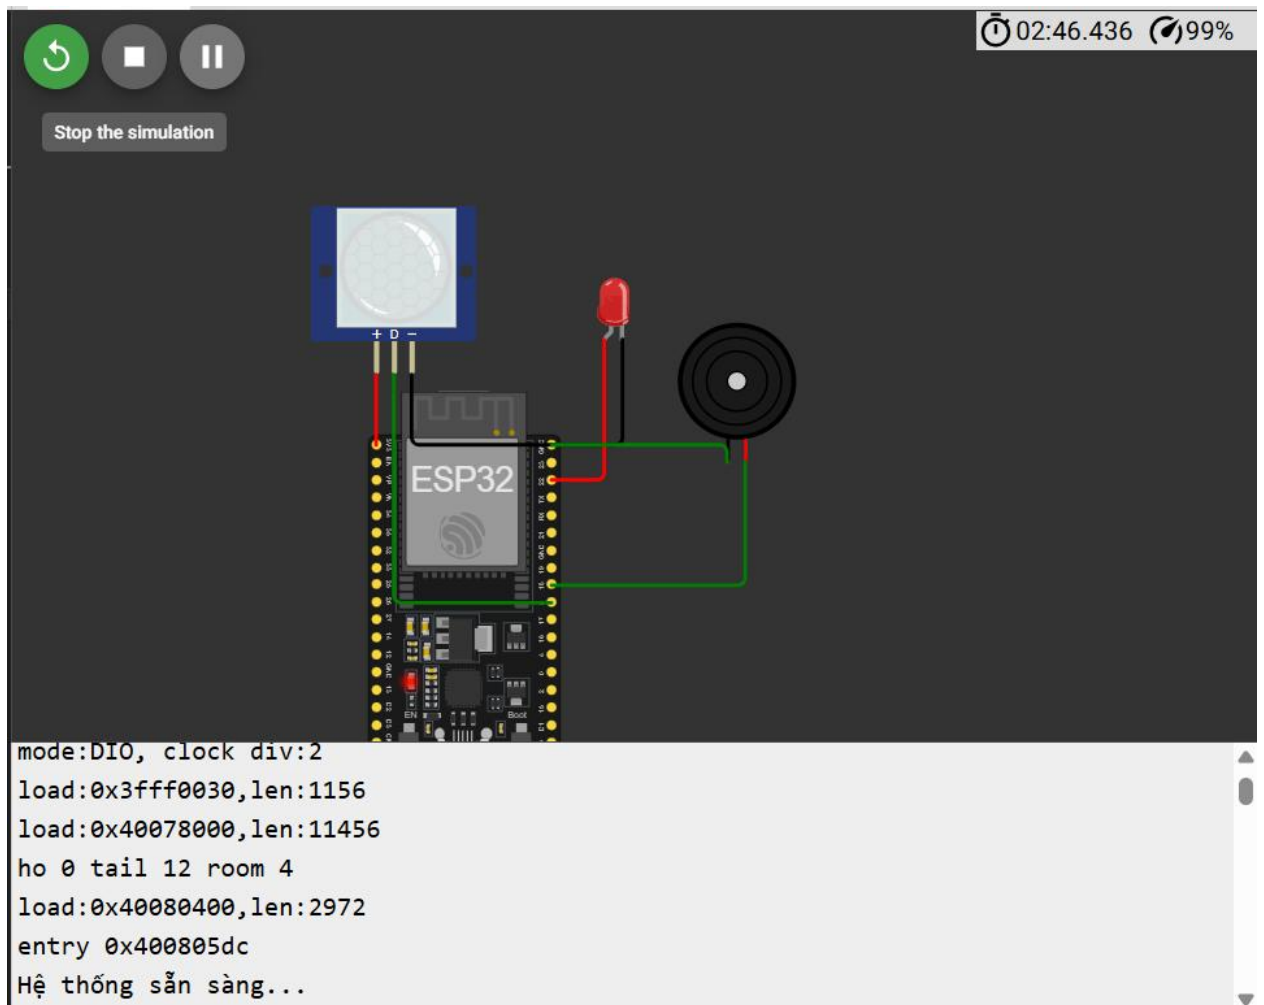 02:46.436 99%
Stop the simulation
+ D −
ESP32
EN Boot
mode:DIO, clock div:2
load:0x3fff0030,len:1156
load:0x40078000,len:11456
ho 0 tail 12 room 4
load:0x40080400,len:2972
entry 0x400805dc
Hệ thống sẵn sàng...